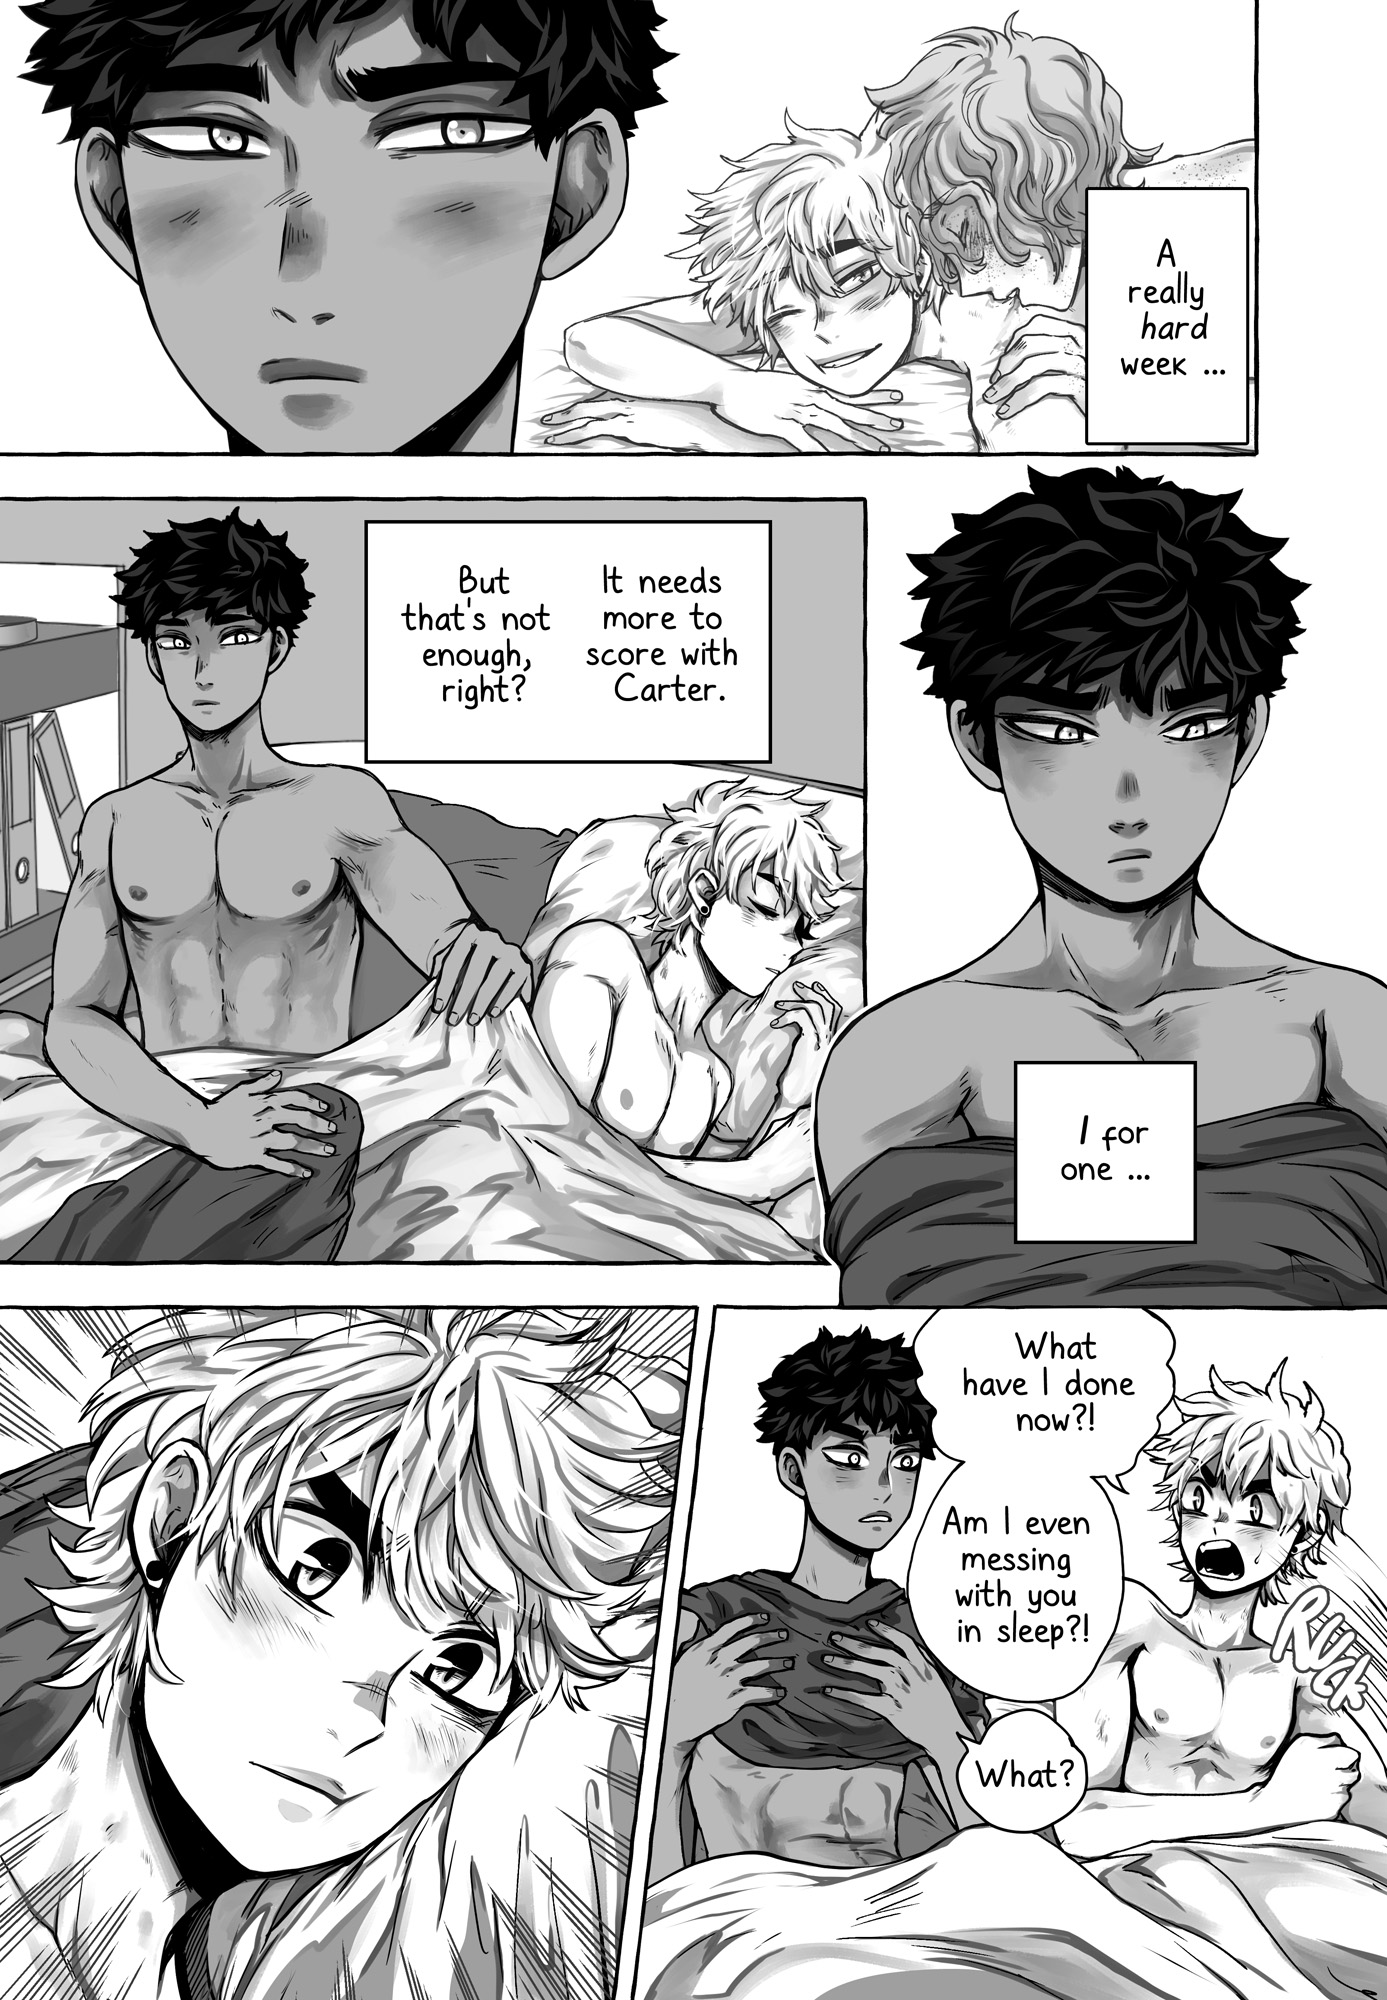 A
really
hard
week ...
But
that's not
enough,
right?
It needs
more to
score with
Carter.
I for
one ...
What
have I done
now?!
Am I even
messing
with you
in sleep?!
RUCK
What?